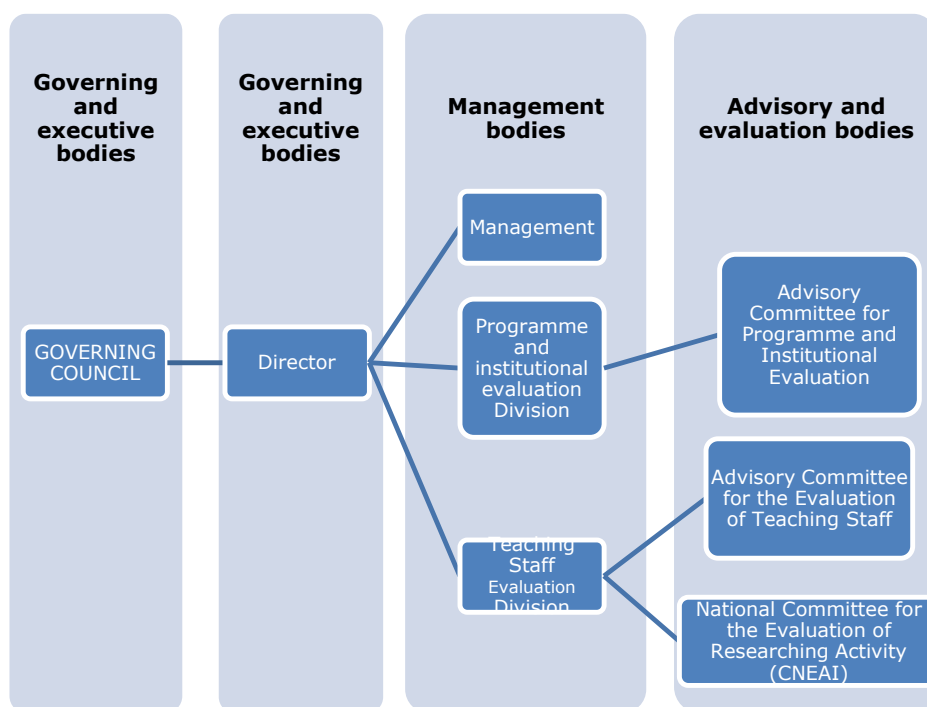 Governing
and
executive
bodies
Governing
and
executive
bodies
Management
bodies
Advisory and
evaluation bodies
GOVERNING
COUNCIL
Director
Management
Programme
and
institutional
evaluation
Division
Teaching
Staff
Evaluation
Division
Advisory
Committee for
Programme and
Institutional
Evaluation
Advisory Committee
for the Evaluation
of Teaching Staff
National Committee for
the Evaluation of
Researching Activity
(CNEAI)